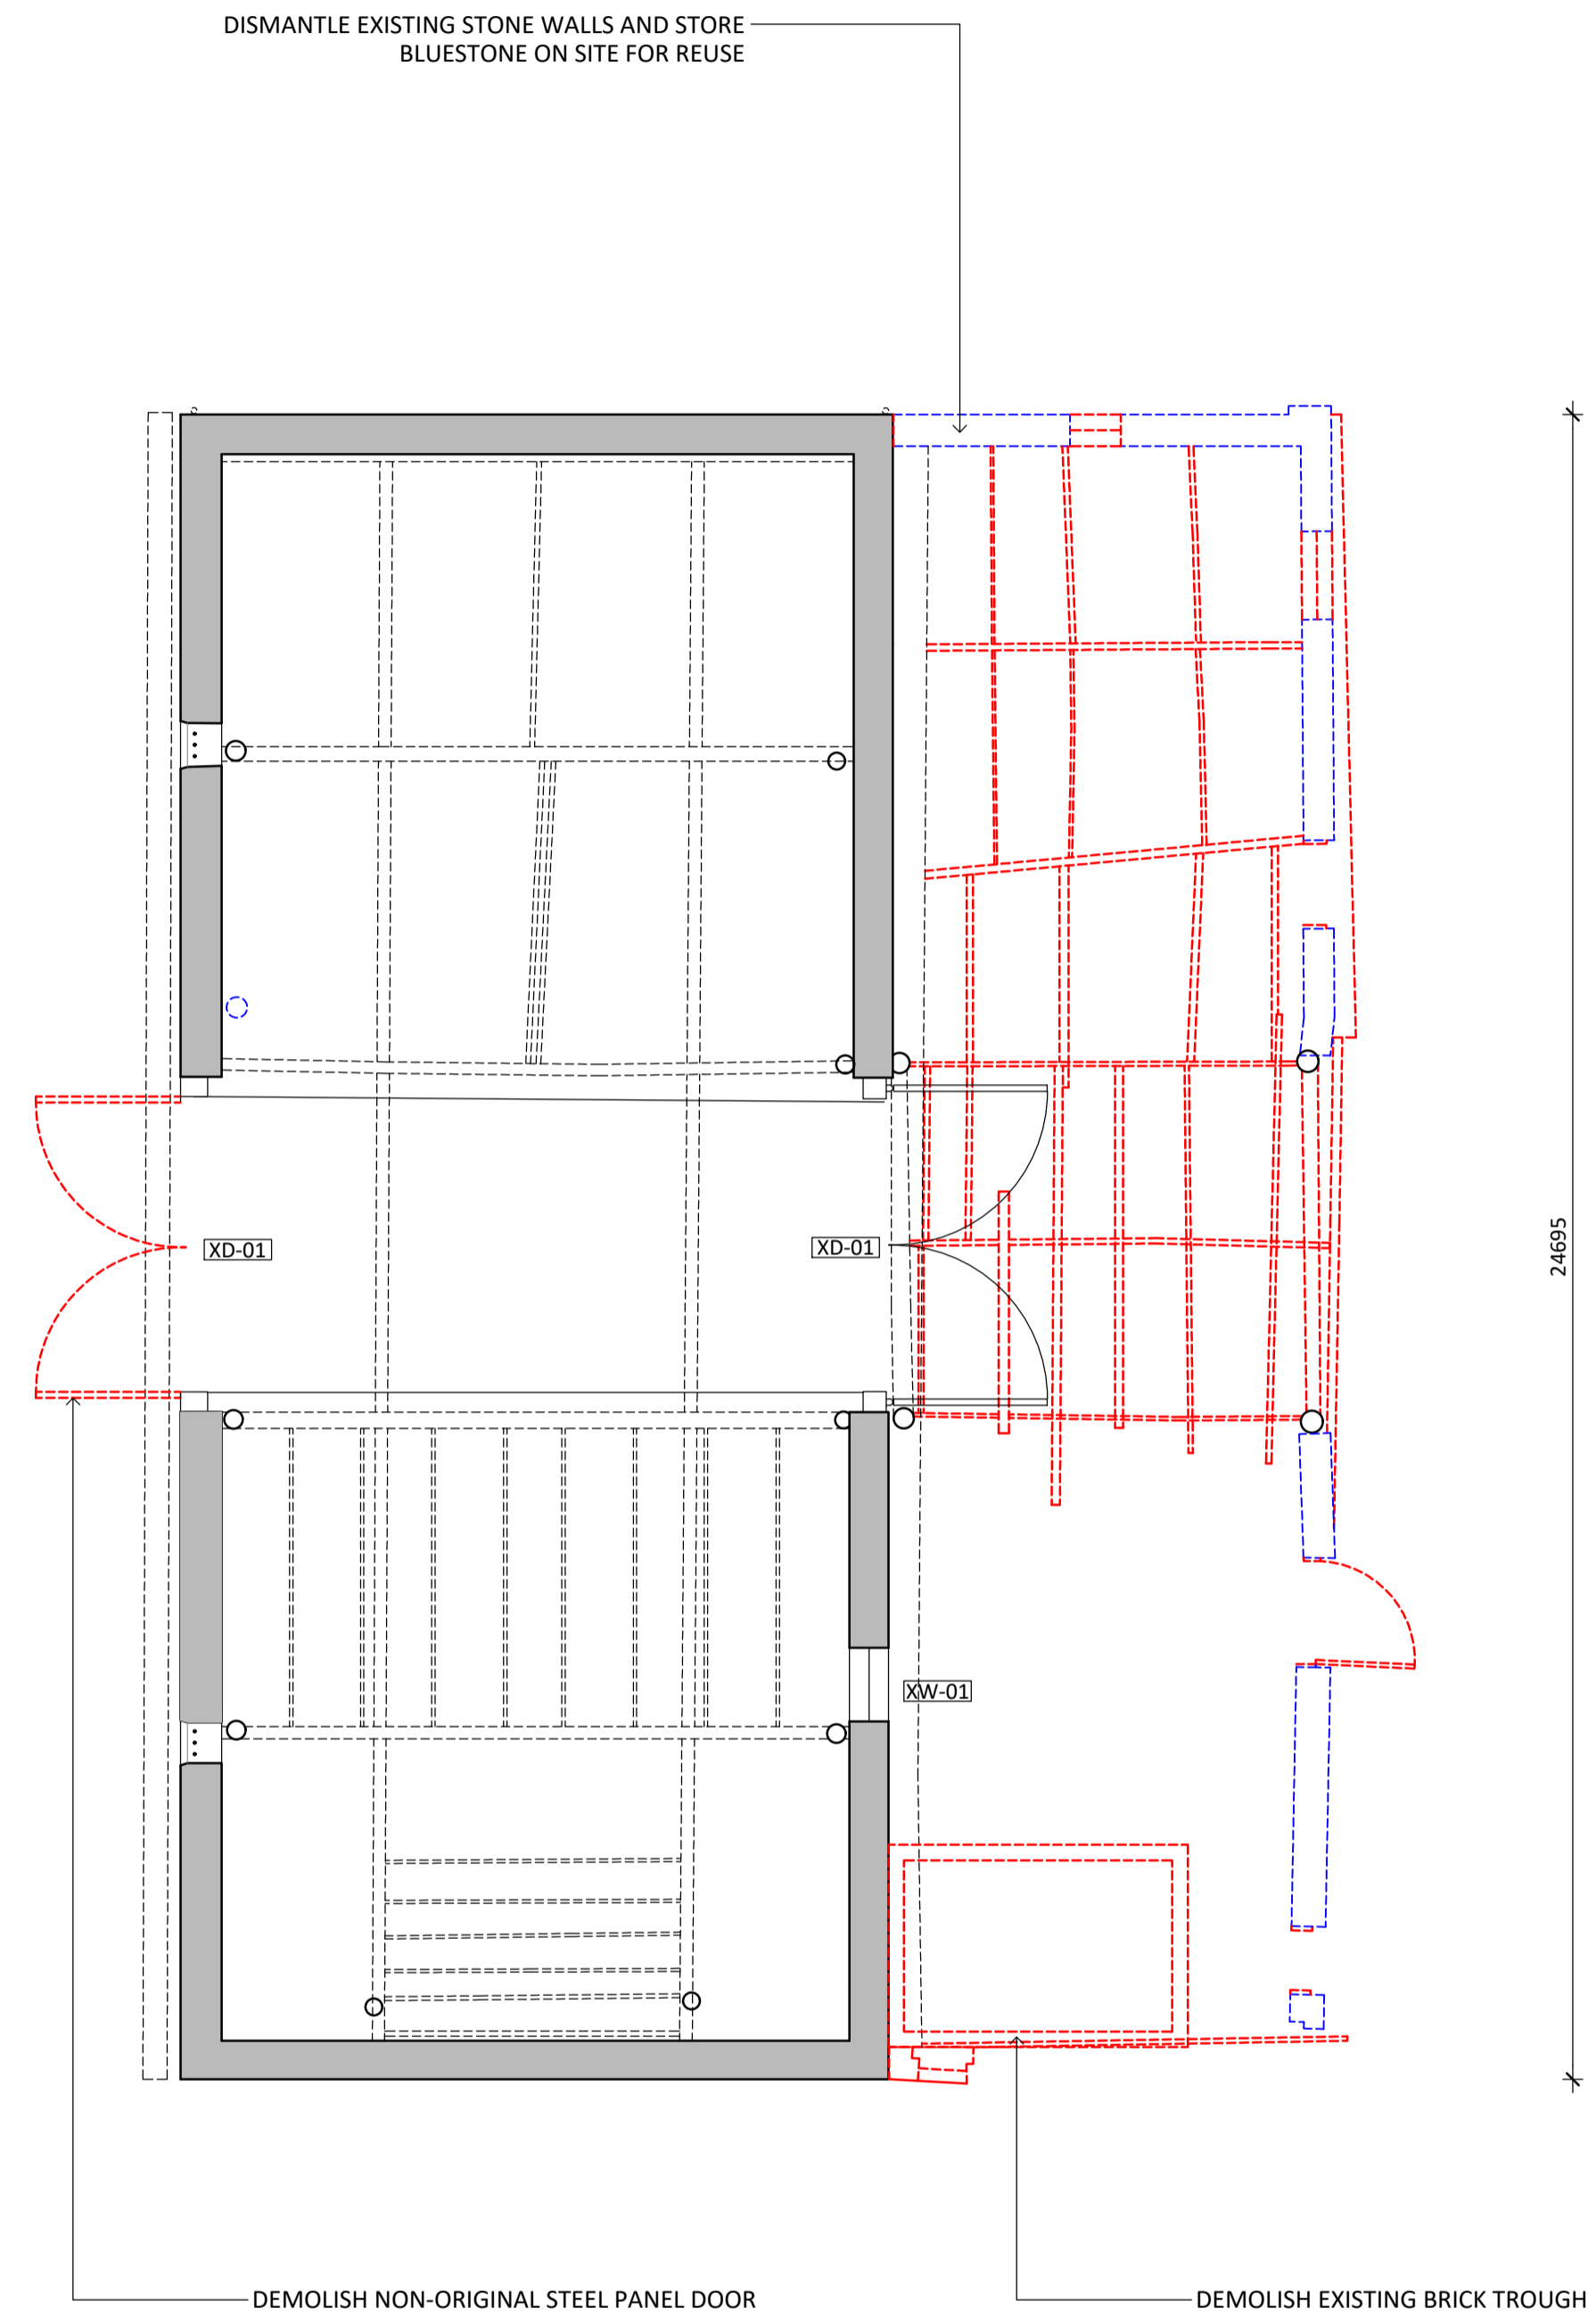 DISMANTLE EXISTING STONE WALLS AND STORE
BLUESTONE ON SITE FOR REUSE
XD-01
XD-01
24695
XW-01
DEMOLISH NON-ORIGINAL STEEL PANEL DOOR
DEMOLISH EXISTING BRICK TROUGH